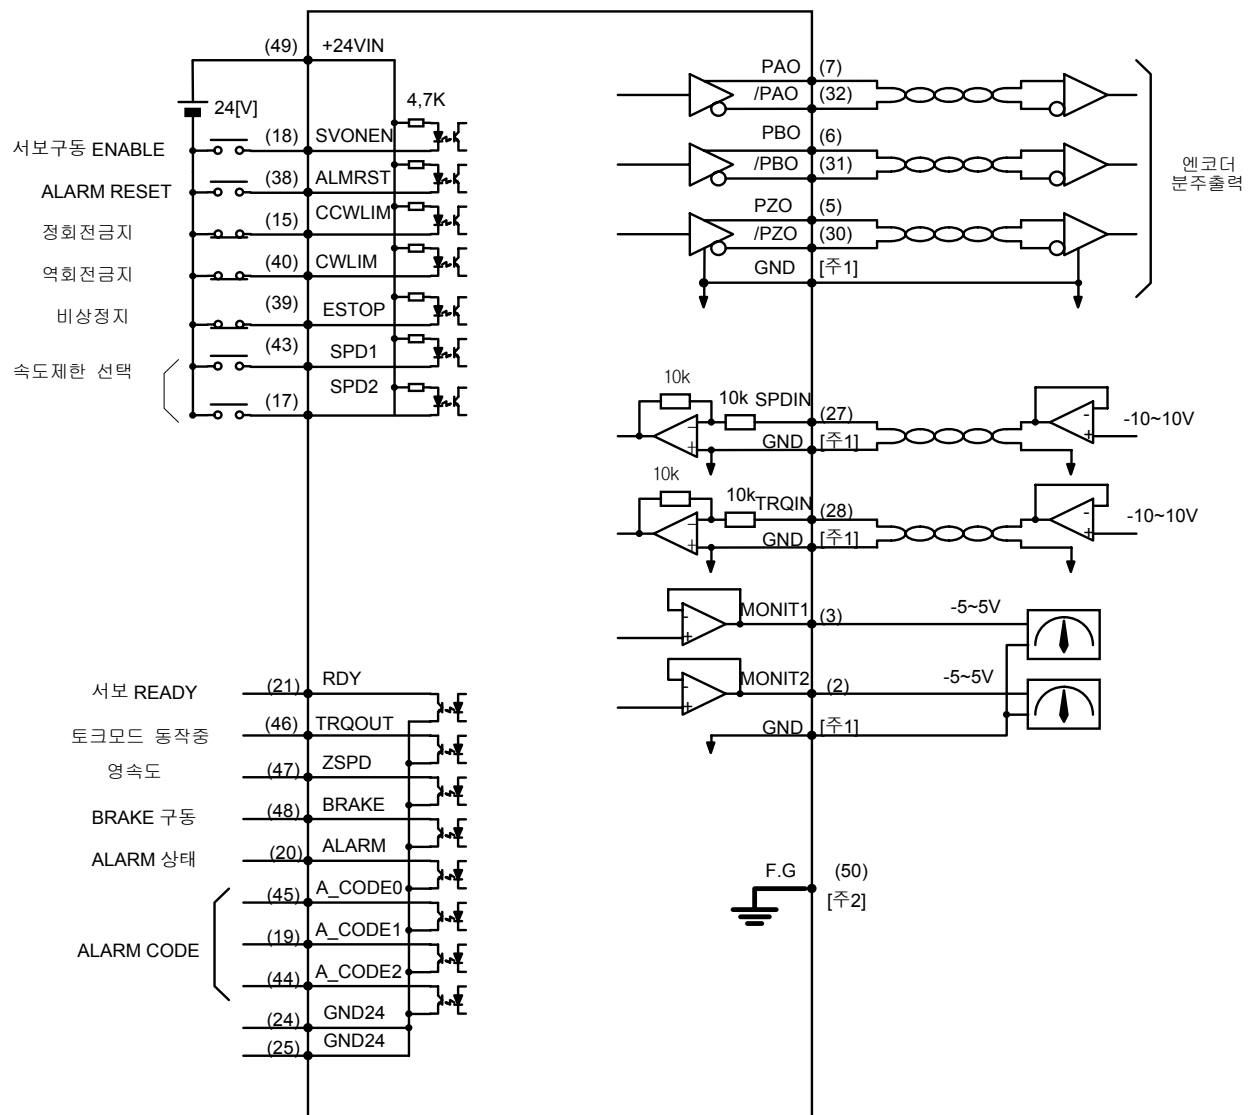 (49) +24VIN
24[V]
4,7K
서보구동 ENABLE (18) SVONEN
ALARM RESET (38) ALMRST
정회전금지 (15) CCWLIM
역회전금지 (40) CWLIM
비상정지 (39) ESTOP
속도제한 선택 (43) SPD1
(17) SPD2
서보 READY (21) RDY
토크모드 동작중 (46) TRQOUT
영속도 (47) ZSPD
BRAKE 구동 (48) BRAKE
ALARM 상태 (20) ALARM
ALARM CODE
(45) A_CODE0
(19) A_CODE1
(44) A_CODE2
(24) GND24
(25) GND24
PAO (7)
/PAO (32)
PBO (6)
/PBO (31)
PZO (5)
/PZO (30)
GND [주1]
엔코더
분주출력
10k
10k SPDIN (27)
GND [주1]
-10~10V
10k
10k TRQIN (28)
GND [주1]
-10~10V
MONIT1 (3) -5~5V
MONIT2 (2) -5~5V
GND [주1]
F.G (50)
[주2]